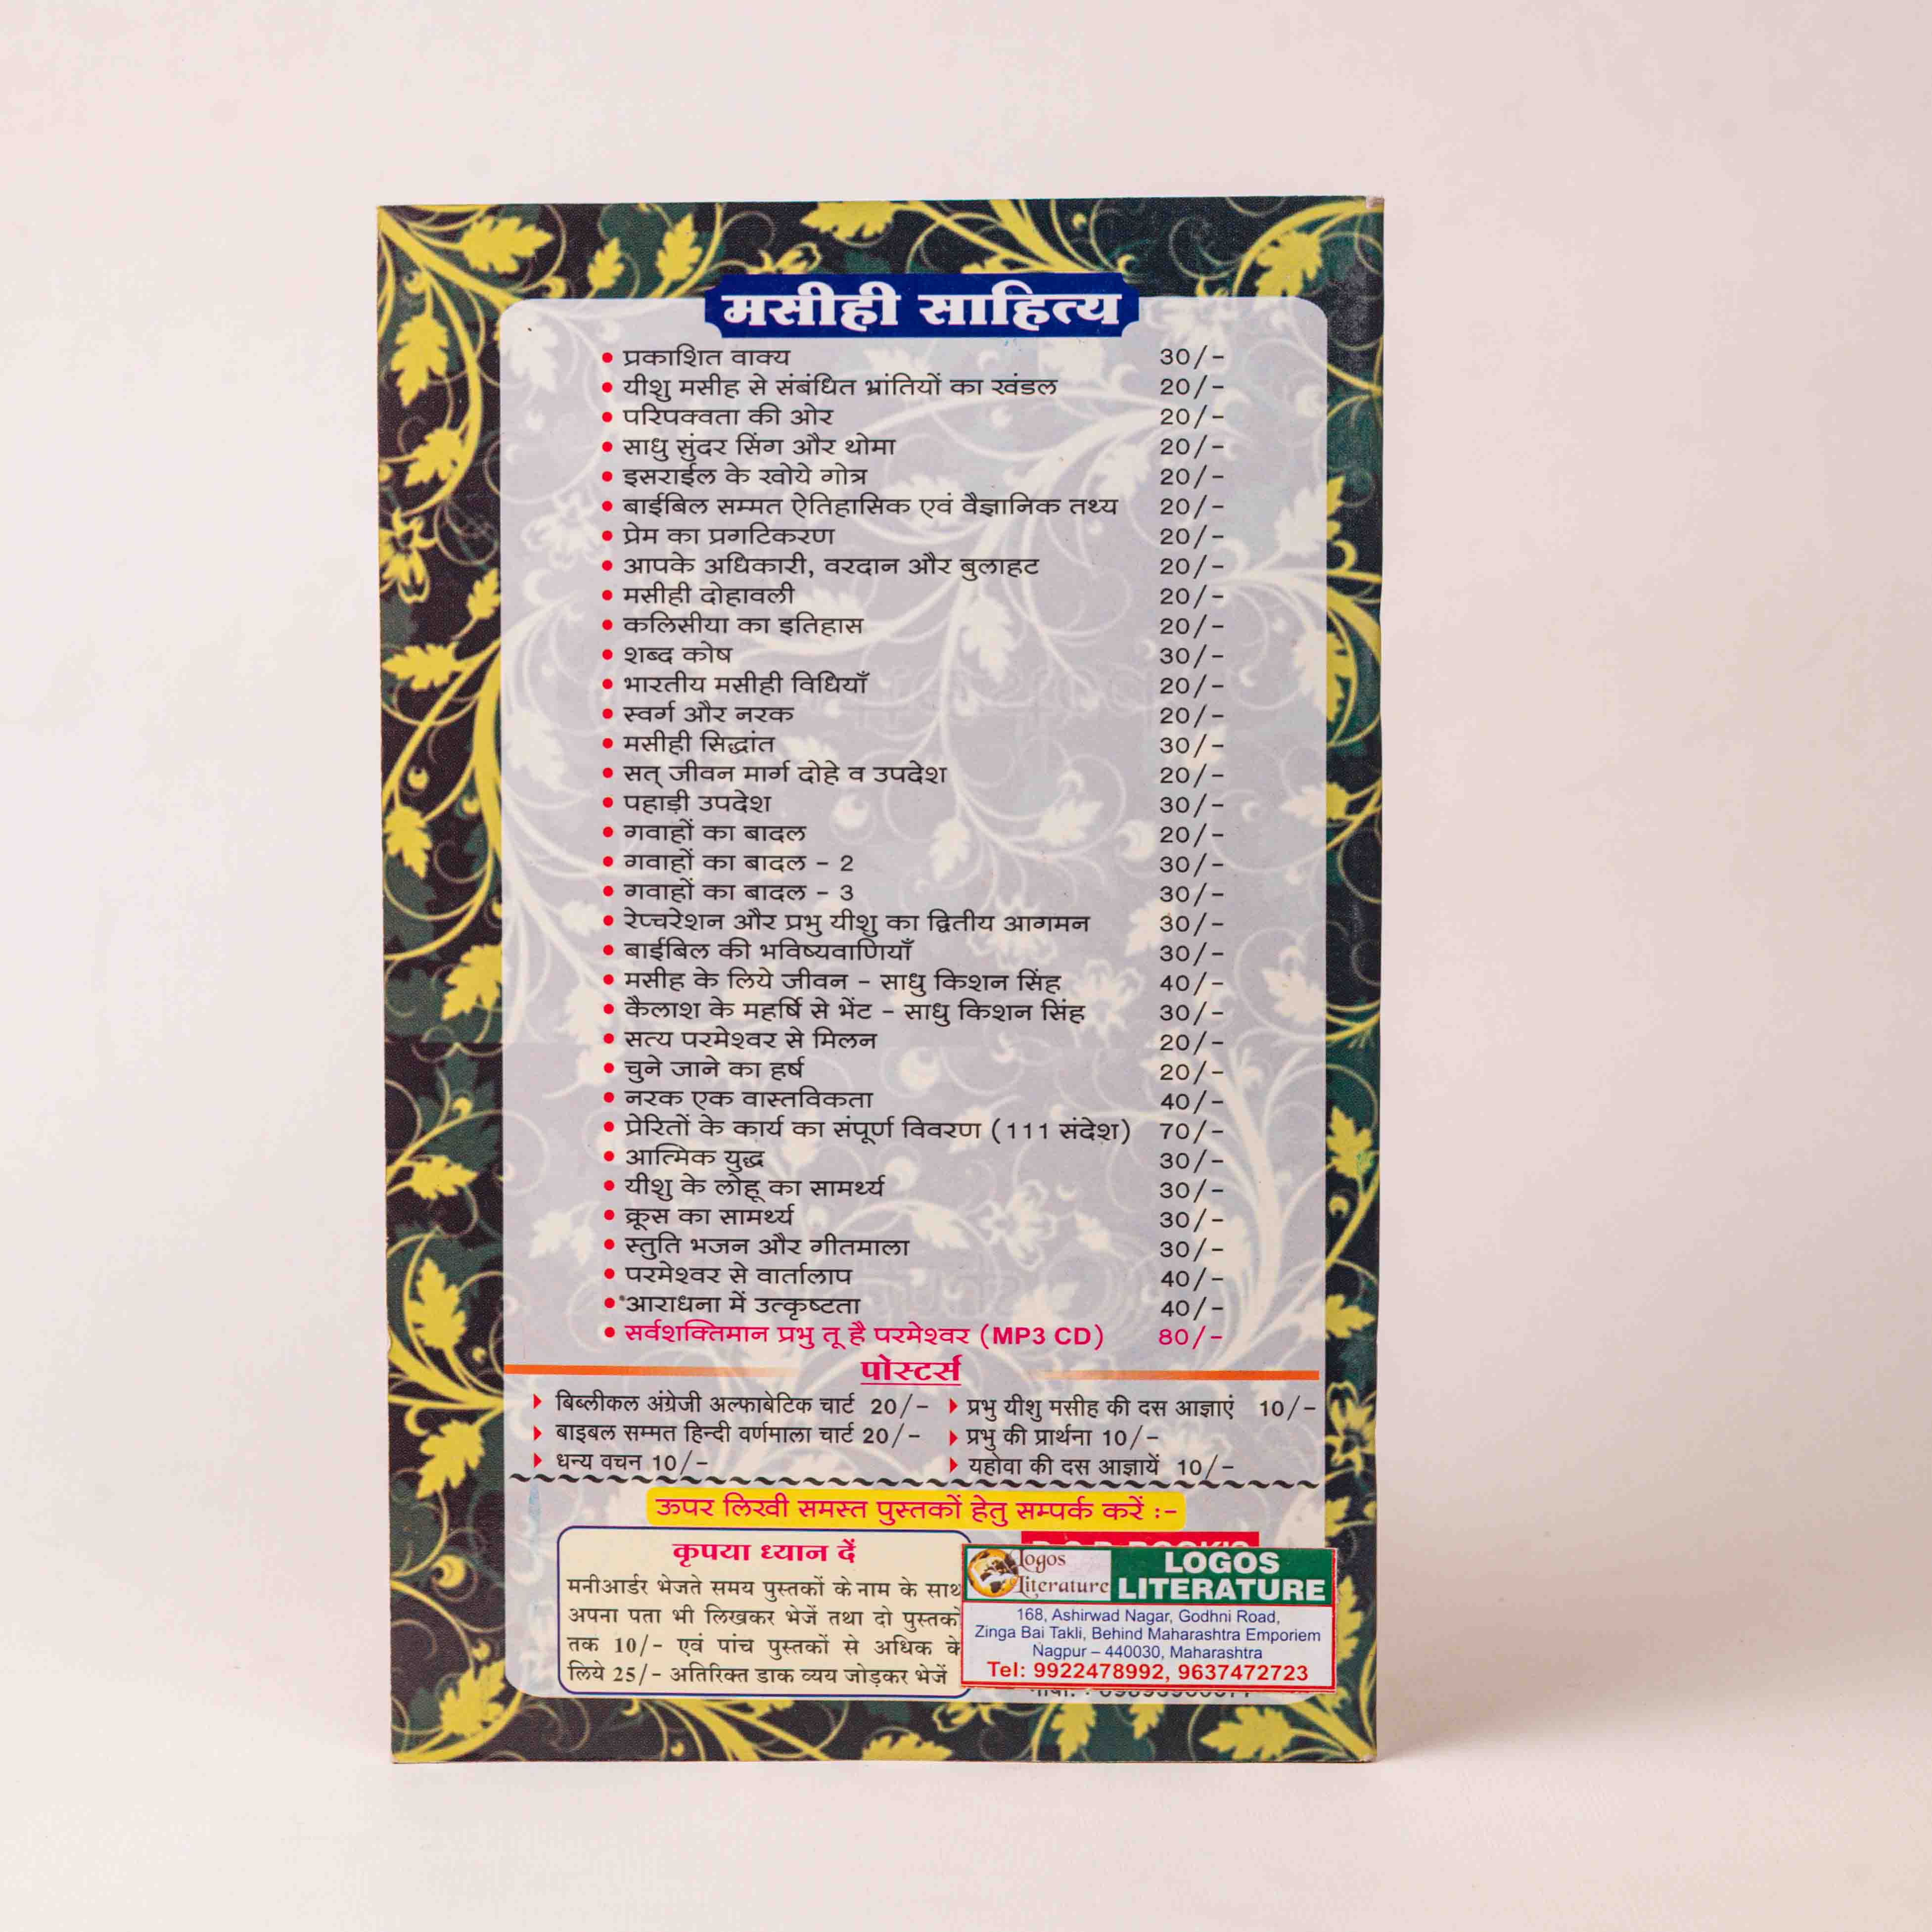 मसीही साहित्य
• प्रकाशित वाक्य 30/-
• यीशु मसीह से संबंधित भ्रांतियों का खंडल 20/-
• परिपक्वता की ओर 20/-
• साधु सुंदर सिंग और थोमा 20/-
• इसराईल के खोये गोत्र 20/-
• बाईबिल सम्मत ऐतिहासिक एवं वैज्ञानिक तथ्य 20/-
• प्रेम का प्रगटिकरण 20/-
• आपके अधिकारी, वरदान और बुलाहट 20/-
• मसीही दोहावली 20/-
• कलिसीया का इतिहास 20/-
• शब्द कोष 30/-
• भारतीय मसीही विधियाँ 20/-
• स्वर्ग और नरक 20/-
• मसीही सिद्धांत 30/-
• सत् जीवन मार्ग दोहे व उपदेश 20/-
• पहाड़ी उपदेश 30/-
• गवाहों का बादल 20/-
• गवाहों का बादल - 2 30/-
• गवाहों का बादल - 3 30/-
• रेप्चरेशन और प्रभु यीशु का द्वितीय आगमन 30/-
• बाईबिल की भविष्यवाणियाँ 30/-
• मसीह के लिये जीवन - साधु किशन सिंह 40/-
• कैलाश के महर्षि से भेंट - साधु किशन सिंह 30/-
• सत्य परमेश्वर से मिलन 20/-
• चुने जाने का हर्ष 20/-
• नरक एक वास्तविकता 40/-
• प्रेरितों के कार्य का संपूर्ण विवरण (111 संदेश) 70/-
• आत्मिक युद्ध 30/-
• यीशु के लोहू का सामर्थ्य 30/-
• क्रूस का सामर्थ्य 30/-
• स्तुति भजन और गीतमाला 30/-
• परमेश्वर से वार्तालाप 40/-
• आराधना में उत्कृष्टता 40/-
• सर्वशक्तिमान प्रभु तू है परमेश्वर (MP3 CD) 80/-
पोस्टर्स
बिब्लीकल अंग्रेजी अल्फाबेटिक चार्ट 20/- प्रभु यीशु मसीह की दस आज्ञाएं 10/-
बाइबल सम्मत हिन्दी वर्णमाला चार्ट 20/- प्रभु की प्रार्थना 10/-
धन्य वचन 10/- यहोवा की दस आज्ञायें 10/-
ऊपर लिखी समस्त पुस्तकों हेतु सम्पर्क करें :-
कृपया ध्यान दें
मनीआर्डर भेजते समय पुस्तकों के नाम के साथ
अपना पता भी लिखकर भेजें तथा दो पुस्तकों
तक 10/- एवं पांच पुस्तकों से अधिक के
लिये 25/- अतिरिक्त डाक व्यय जोड़कर भेजें
Logos
Literature
LOGOS
LITERATURE
168, Ashirwad Nagar, Godhni Road,
Zinga Bai Takli, Behind Maharashtra Emporiem
Nagpur – 440030, Maharashtra
Tel: 9922478992, 9637472723